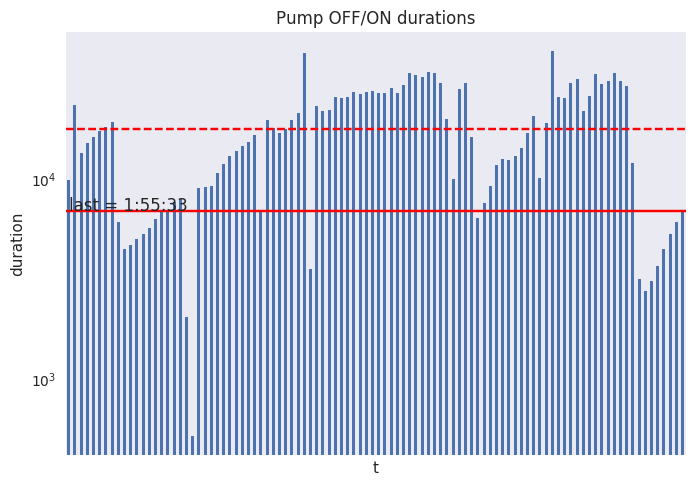 Pump OFF/ON durations
duration
10⁴
last = 1:55:33
10³
t